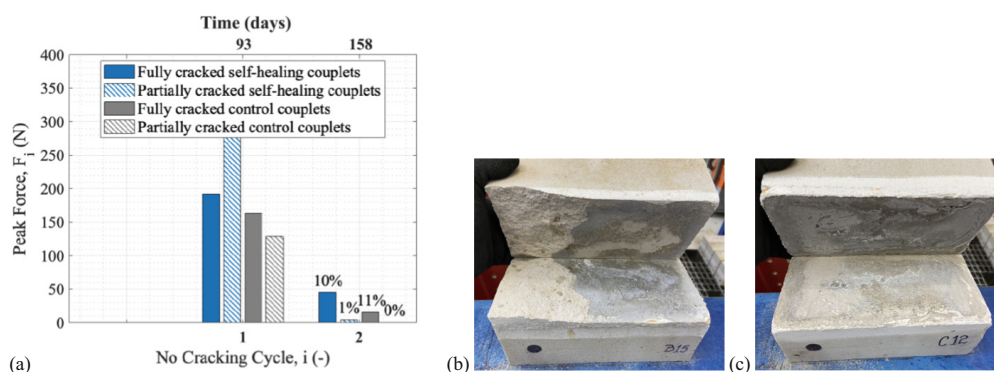 Time (days)
93 158
400
350
300
250
200
150
100
50
0
Peak Force, F_i (N)
Fully cracked self-healing couplets
Partially cracked self-healing couplets
Fully cracked control couplets
Partially cracked control couplets
10%
1%
11%
0%
1 2
No Cracking Cycle, i (-)
(a)
(b)
B15
(c)
C12